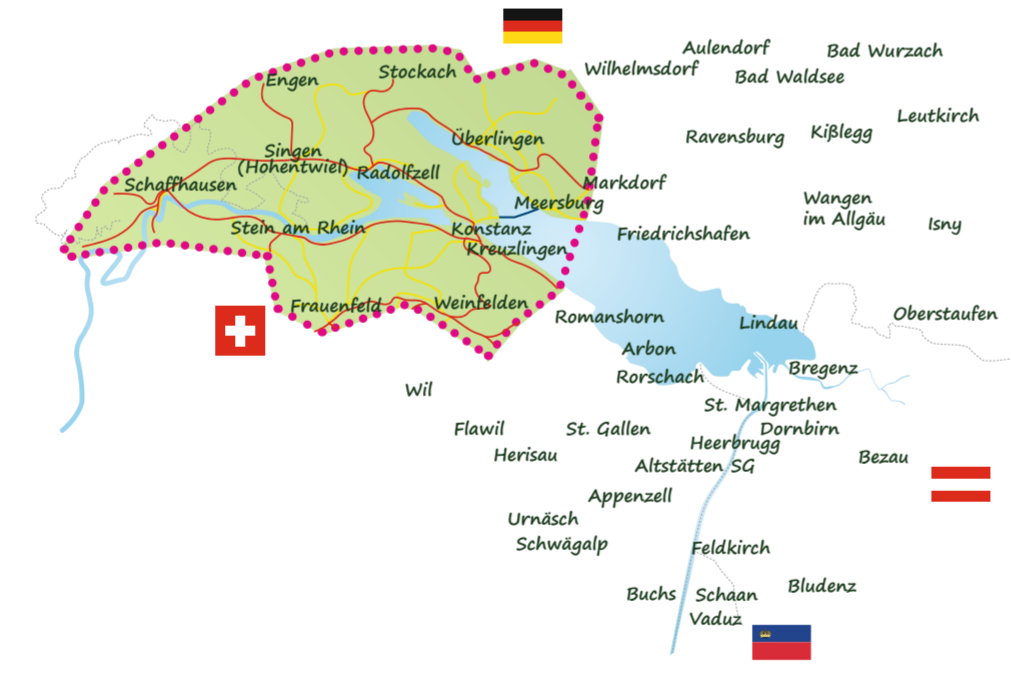 Aulendorf
Bad Wurzach
Wilhelmsdorf
Bad Waldsee
Engen
Stockach
Leutkirch
Überlingen
Ravensburg
Kißlegg
Singen
(Hohentwiel)
Radolfzell
Schaffhausen
Markdorf
Meersburg
Wangen
im Allgäu
Isny
Stein am Rhein
Konstanz
Friedrichshafen
Kreuzlingen
Frauenfeld
Weinfelden
Romanshorn
Lindau
Oberstaufen
Arbon
Rorschach
Bregenz
Wil
St. Margrethen
Flawil
St. Gallen
Dornbirn
Heerbrugg
Herisau
Altstätten SG
Bezau
Appenzell
Urnäsch
Schwägalp
Feldkirch
Buchs
Schaan
Bludenz
Vaduz